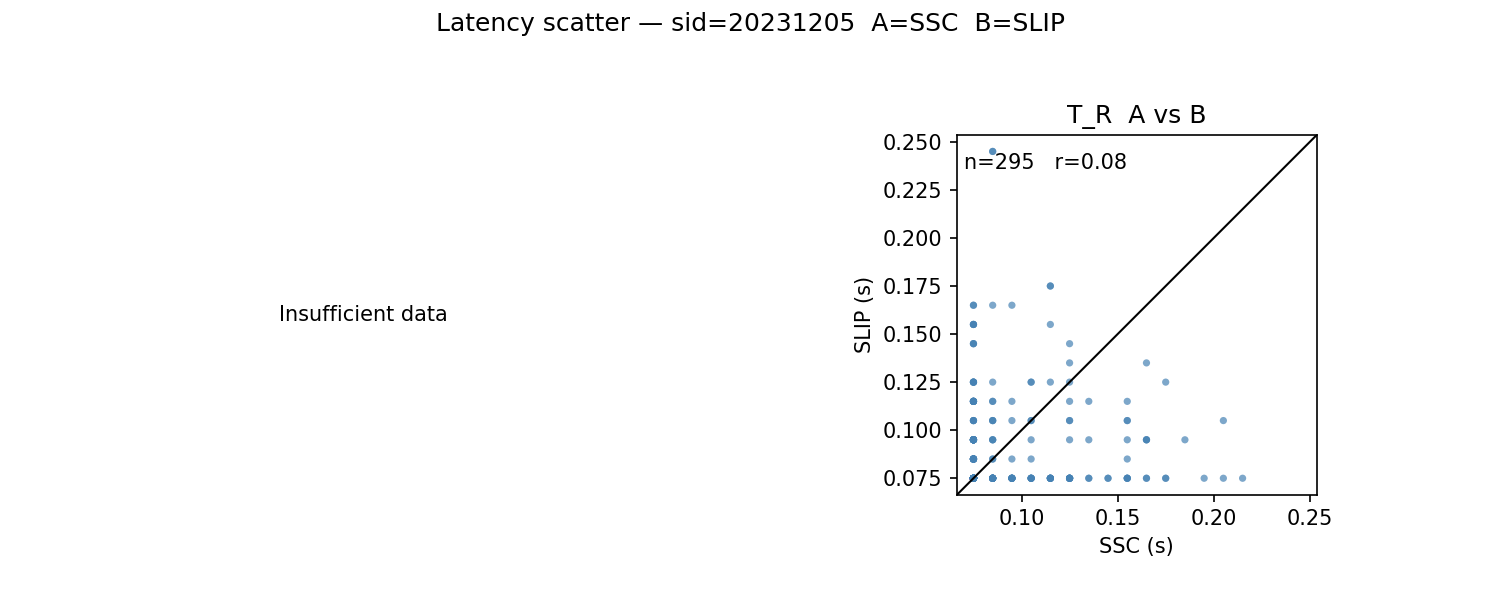 Latency scatter — sid=20231205  A=SSC  B=SLIP
Insufficient data
T_R  A vs B
n=295   r=0.08
0.250
0.225
0.200
0.175
0.150
0.125
0.100
0.075
SLIP (s)
0.10 0.15 0.20 0.25
SSC (s)